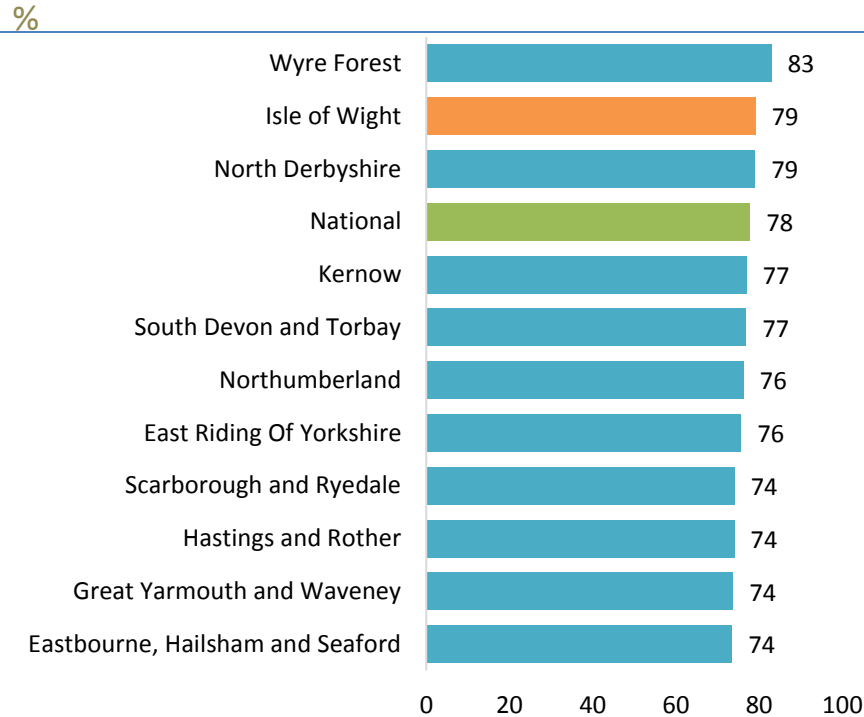 %
Wyre Forest 83
Isle of Wight 79
North Derbyshire 79
National 78
Kernow 77
South Devon and Torbay 77
Northumberland 76
East Riding Of Yorkshire 76
Scarborough and Ryedale 74
Hastings and Rother 74
Great Yarmouth and Waveney 74
Eastbourne, Hailsham and Seaford 74
0 20 40 60 80 100